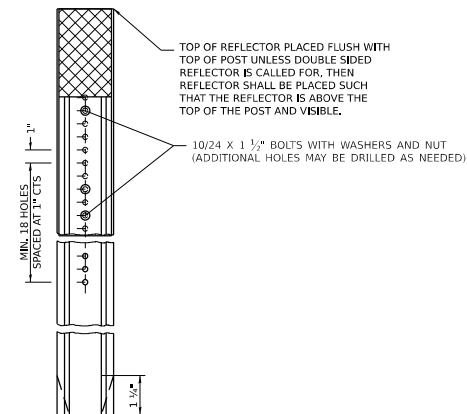 TOP OF REFLECTOR PLACED FLUSH WITH
TOP OF POST UNLESS DOUBLE SIDED
REFLECTOR IS CALLED FOR, THEN
REFLECTOR SHALL BE PLACED SUCH
THAT THE REFLECTOR IS ABOVE THE
TOP OF THE POST AND VISIBLE.
10/24 X 1 ½" BOLTS WITH WASHERS AND NUT
(ADDITIONAL HOLES MAY BE DRILLED AS NEEDED)
1"
MIN. 18 HOLES
SPACED AT 1" CTS
1 ¼"